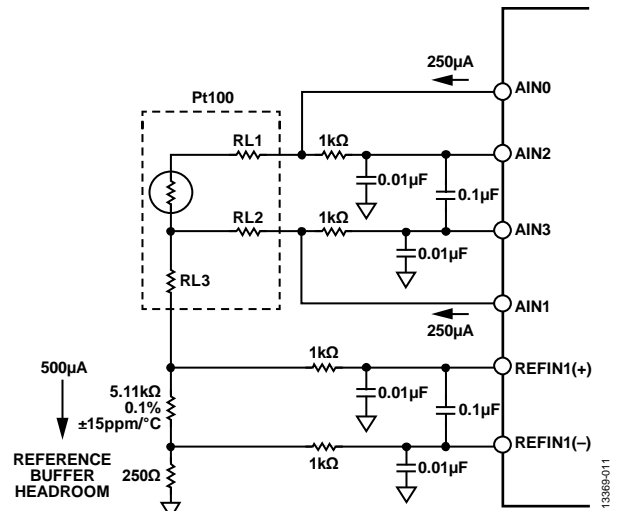 250µA
AIN0
Pt100
RL1
1kΩ
AIN2
0.01µF
0.1µF
RL2
1kΩ
AIN3
0.01µF
RL3
AIN1
250µA
500µA
1kΩ
REFIN1(+)
5.11kΩ
0.1%
±15ppm/°C
0.01µF
0.1µF
REFIN1(–)
REFERENCE
BUFFER
HEADROOM
250Ω
1kΩ
0.01µF
13369-011